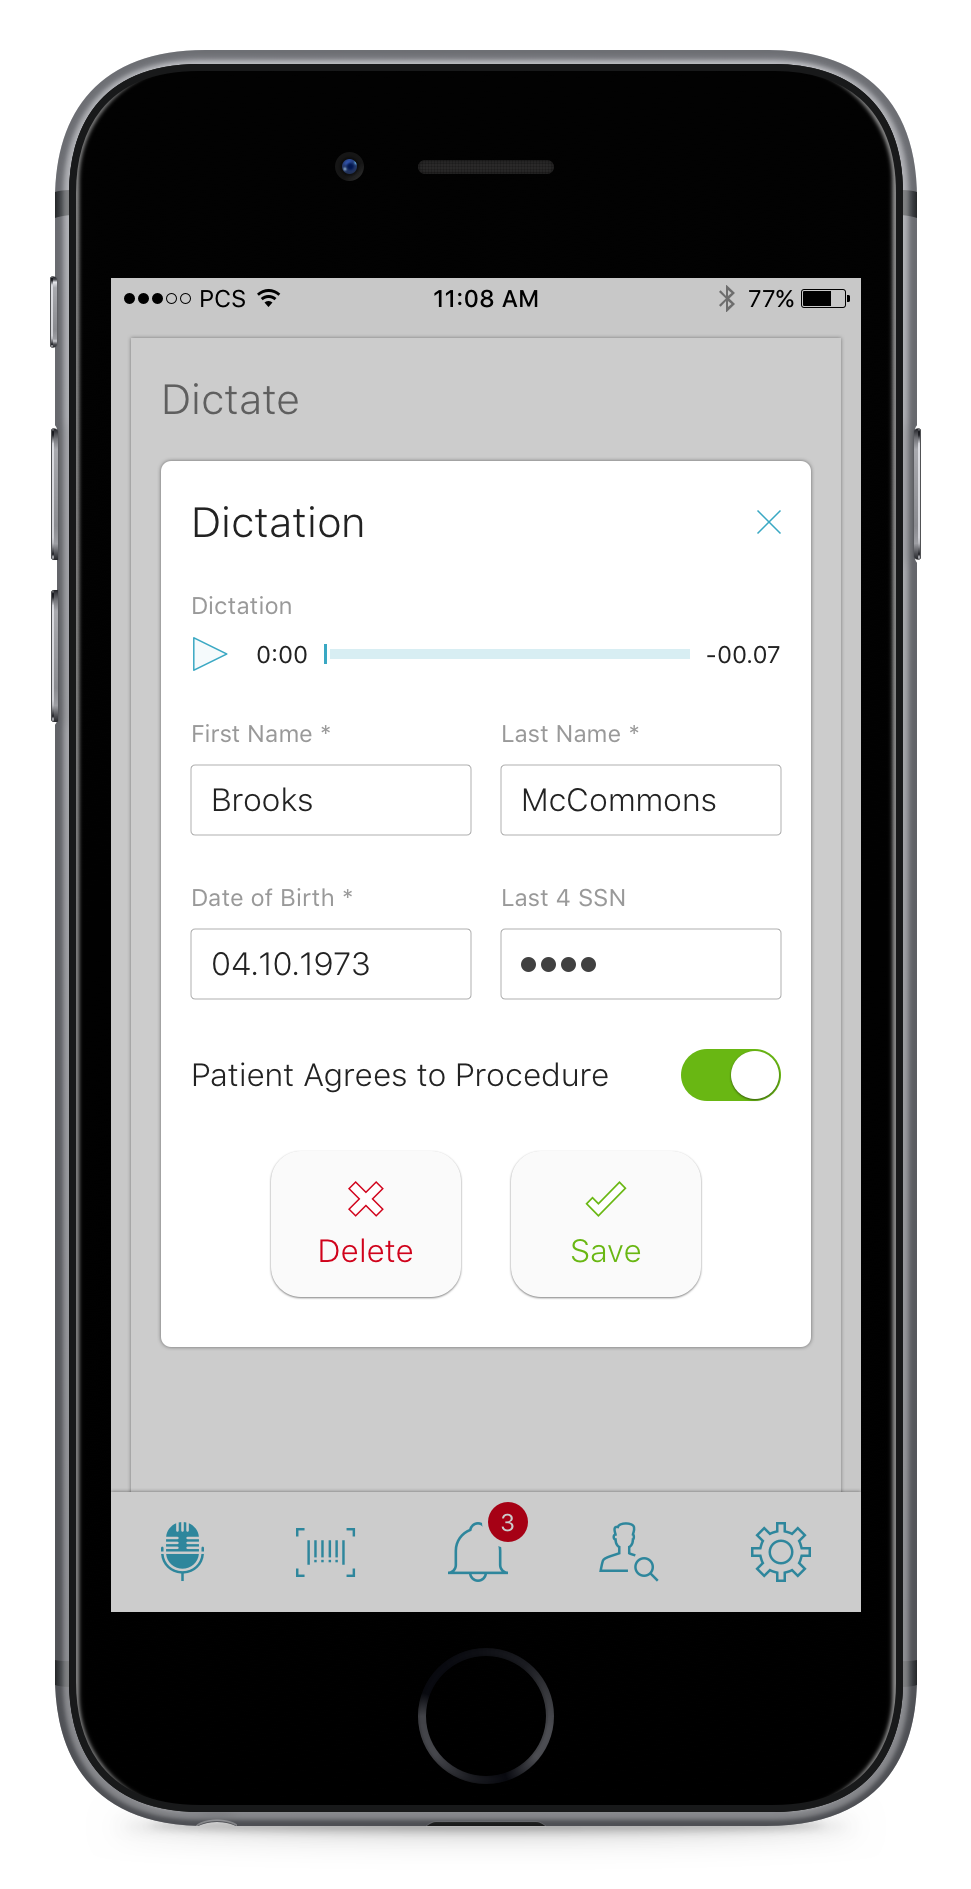 PCS 11:08 AM 77%
Dictate
Dictation
Dictation
0:00 -00.07
First Name * Last Name *
Brooks McCommons
Date of Birth * Last 4 SSN
04.10.1973 ●●●●
Patient Agrees to Procedure
Delete Save
3